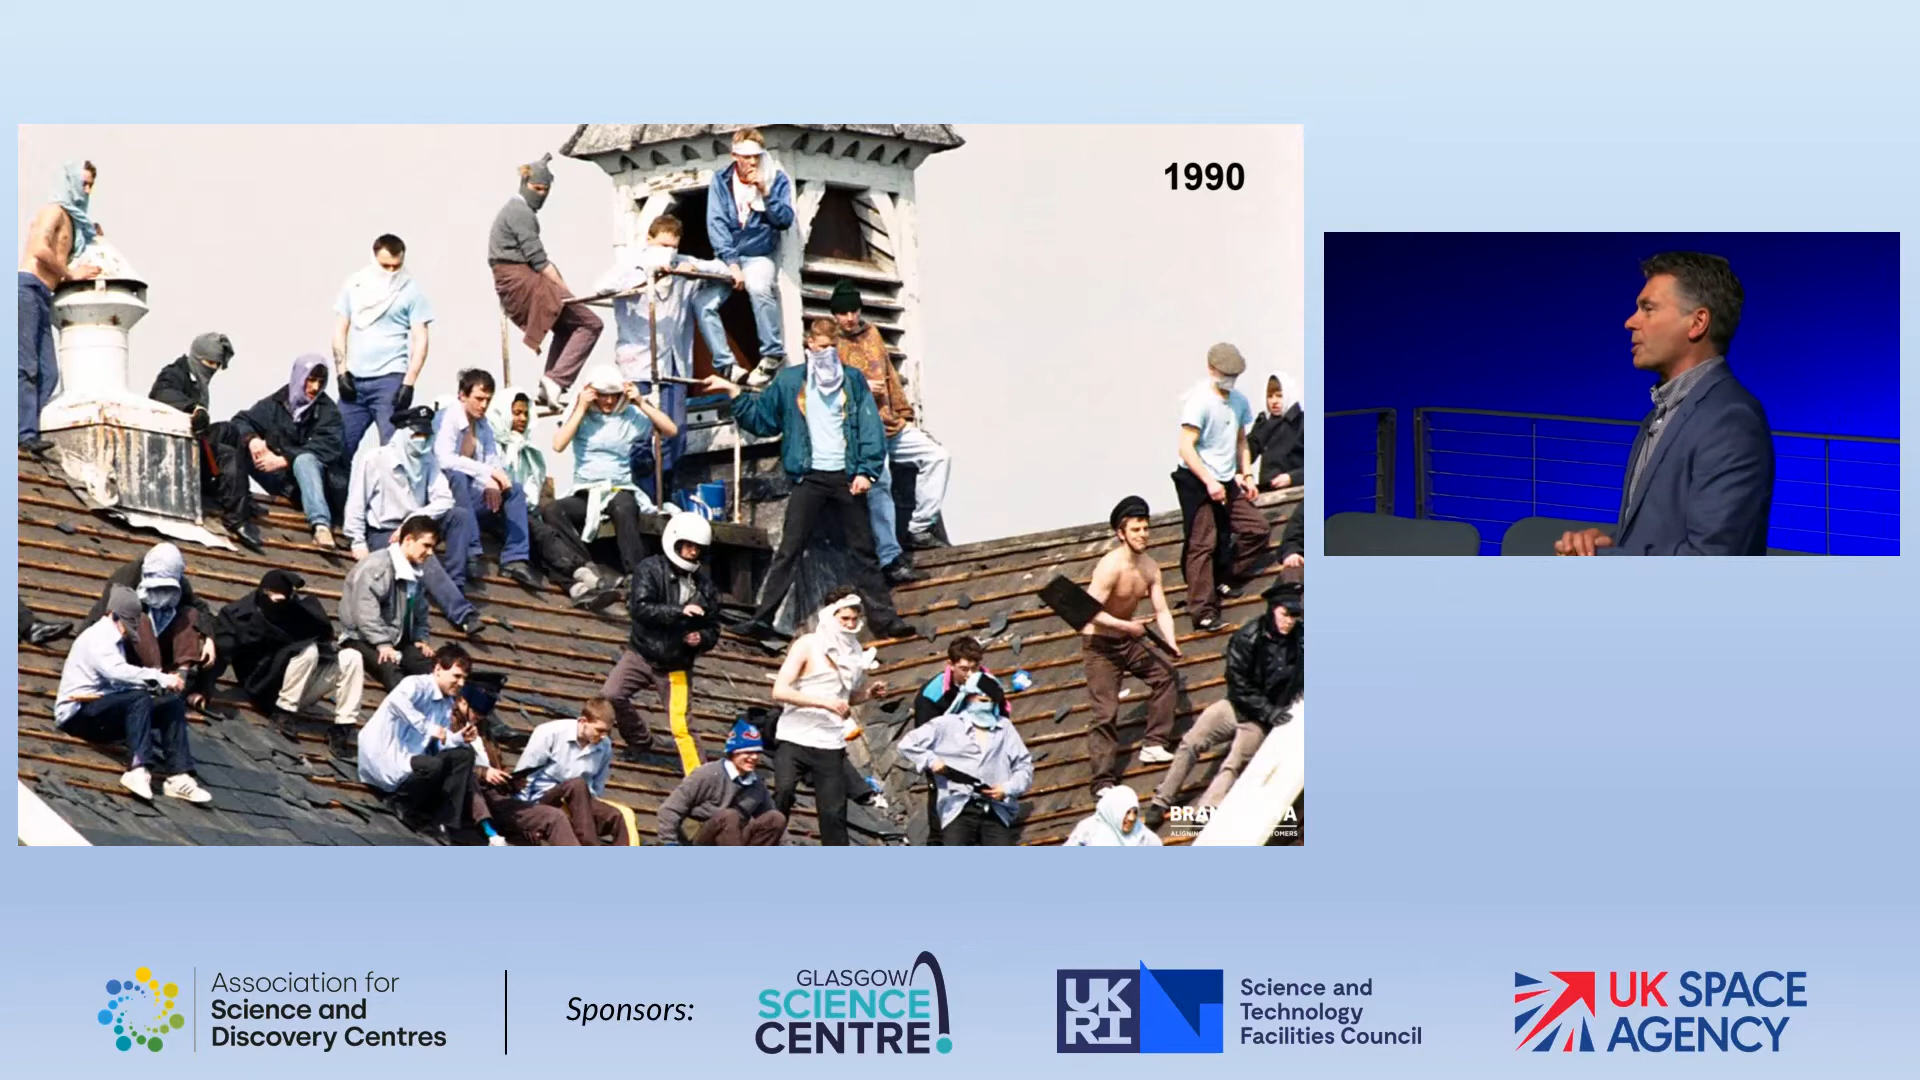 1990
Association for
Science and
Discovery Centres
Sponsors:
GLASGOW
SCIENCE
CENTRE
UK
RI
Science and
Technology
Facilities Council
UK SPACE
AGENCY